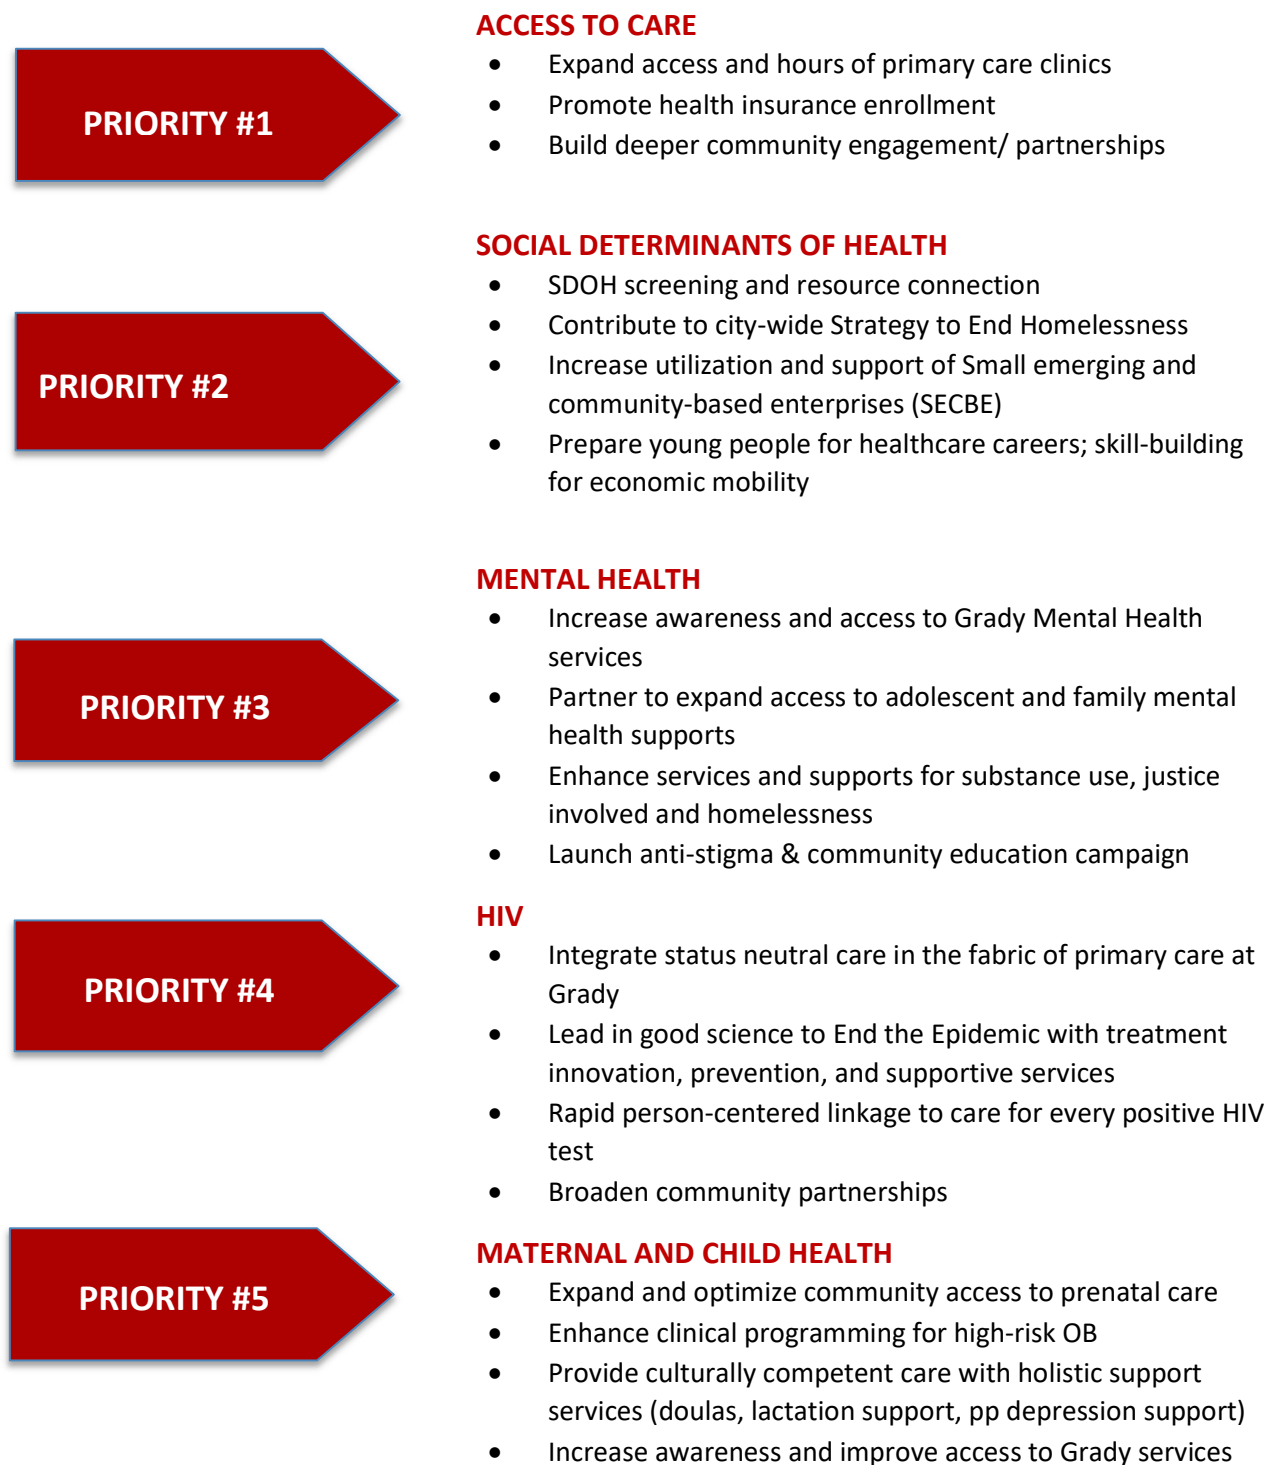 ACCESS TO CARE
PRIORITY #1
• Expand access and hours of primary care clinics
• Promote health insurance enrollment
• Build deeper community engagement/ partnerships
SOCIAL DETERMINANTS OF HEALTH
PRIORITY #2
• SDOH screening and resource connection
• Contribute to city-wide Strategy to End Homelessness
• Increase utilization and support of Small emerging and
community-based enterprises (SECBE)
• Prepare young people for healthcare careers; skill-building
for economic mobility
MENTAL HEALTH
PRIORITY #3
• Increase awareness and access to Grady Mental Health
services
• Partner to expand access to adolescent and family mental
health supports
• Enhance services and supports for substance use, justice
involved and homelessness
• Launch anti-stigma & community education campaign
HIV
PRIORITY #4
• Integrate status neutral care in the fabric of primary care at
Grady
• Lead in good science to End the Epidemic with treatment
innovation, prevention, and supportive services
• Rapid person-centered linkage to care for every positive HIV
test
• Broaden community partnerships
MATERNAL AND CHILD HEALTH
PRIORITY #5
• Expand and optimize community access to prenatal care
• Enhance clinical programming for high-risk OB
• Provide culturally competent care with holistic support
services (doulas, lactation support, pp depression support)
• Increase awareness and improve access to Grady services